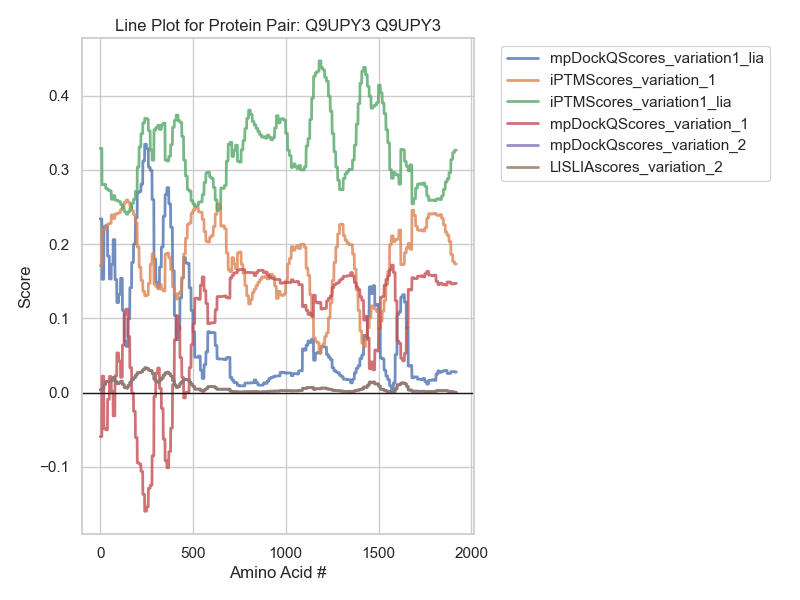 Line Plot for Protein Pair: Q9UPY3 Q9UPY3
mpDockQScores_variation1_lia
iPTMScores_variation_1
iPTMScores_variation1_lia
mpDockQScores_variation_1
mpDockQscores_variation_2
LISLIAscores_variation_2
Score
0.4
0.3
0.2
0.1
0.0
−0.1
0 500 1000 1500 2000
Amino Acid #